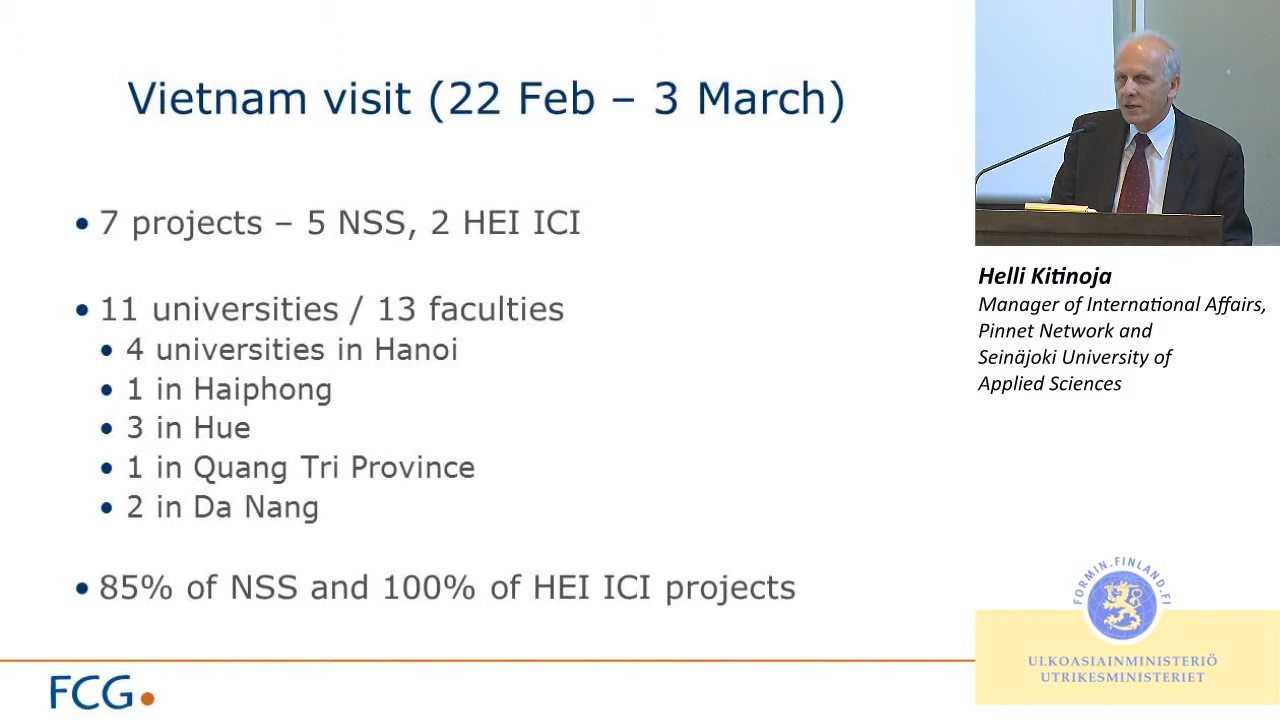 Vietnam visit (22 Feb – 3 March)
• 7 projects – 5 NSS, 2 HEI ICI
• 11 universities / 13 faculties
• 4 universities in Hanoi
• 1 in Haiphong
• 3 in Hue
• 1 in Quang Tri Province
• 2 in Da Nang
• 85% of NSS and 100% of HEI ICI projects
FCG
Helli Kitinoja
Manager of International Affairs,
Pinnet Network and
Seinäjoki University of
Applied Sciences
FORMIN.FINLAND.FI
ULKOASIAINMINISTERIÖ
UTRIKESMINISTERIET